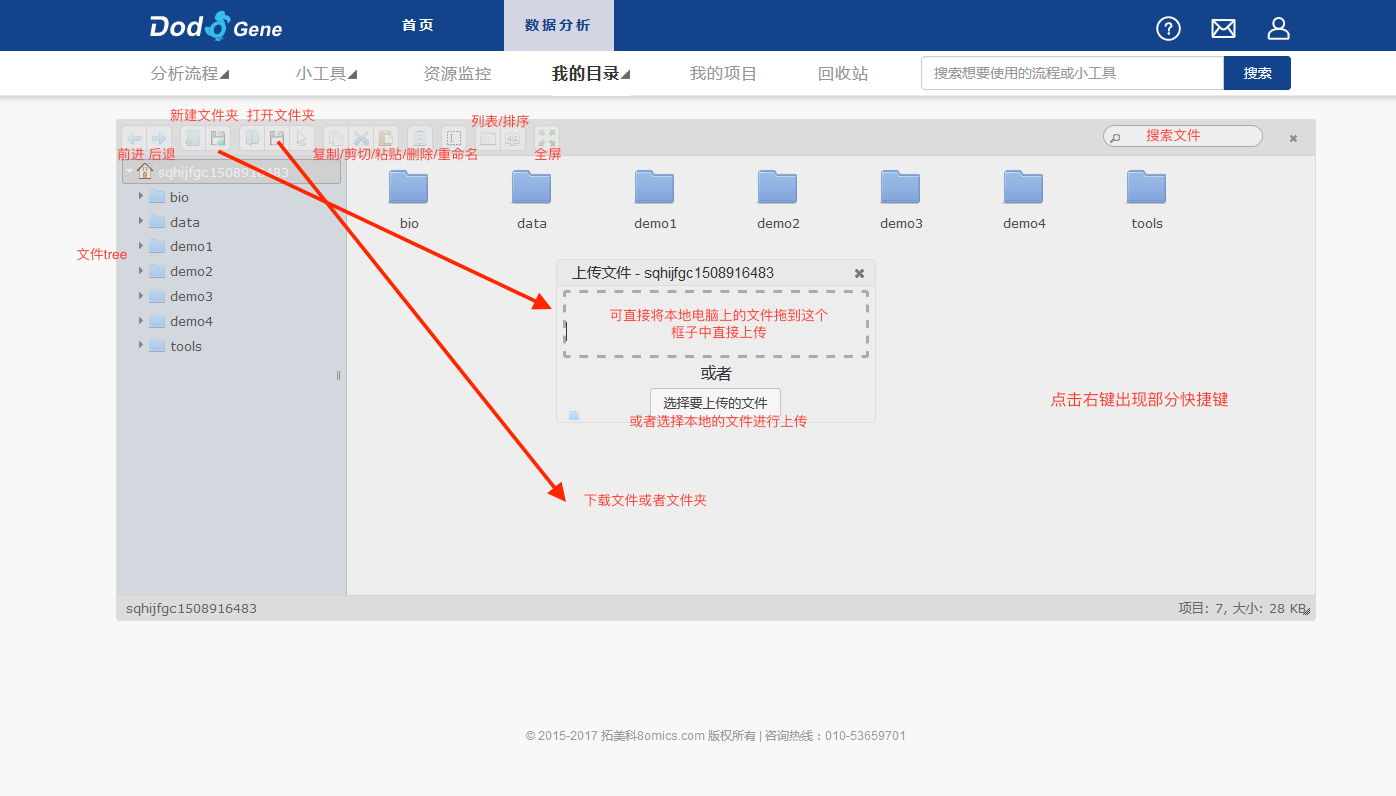 Dodo Gene
首页
数据分析
分析流程
小工具
资源监控
我的目录
我的项目
回收站
搜索想要使用的流程或小工具
搜索
新建文件夹
打开文件夹
列表/排序
搜索文件
前进 后退
复制/剪切/粘贴/删除/重命名
全屏
sqhijfgc1508916483
bio
data
demo1
demo2
demo3
demo4
tools
文件tree
bio
data
demo1
demo2
demo3
demo4
tools
上传文件 - sqhijfgc1508916483
可直接将本地电脑上的文件拖到这个
框子中直接上传
或者
选择要上传的文件
或者选择本地的文件进行上传
点击右键出现部分快捷键
下载文件或者文件夹
sqhijfgc1508916483
项目: 7, 大小: 28 KB
© 2015-2017 拓美科8omics.com 版权所有 | 咨询热线：010-53659701